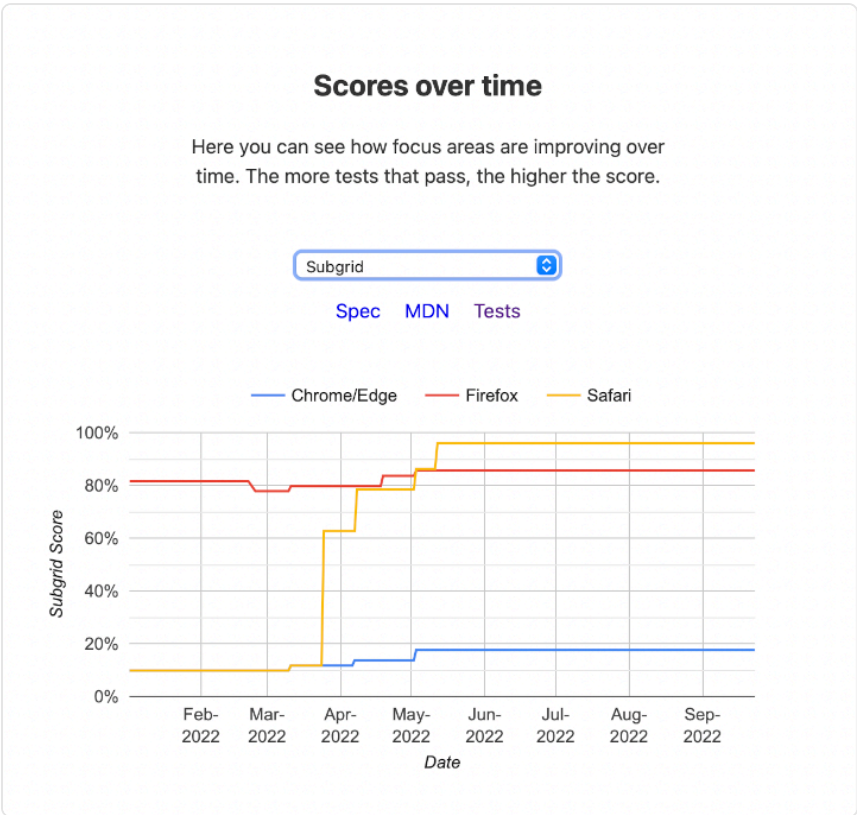 Scores over time
Here you can see how focus areas are improving over
time. The more tests that pass, the higher the score.
Subgrid
Spec MDN Tests
Chrome/Edge Firefox Safari
100%
80%
60%
40%
20%
0%
Subgrid Score
Feb- Mar- Apr- May- Jun- Jul- Aug- Sep-
2022 2022 2022 2022 2022 2022 2022 2022
Date